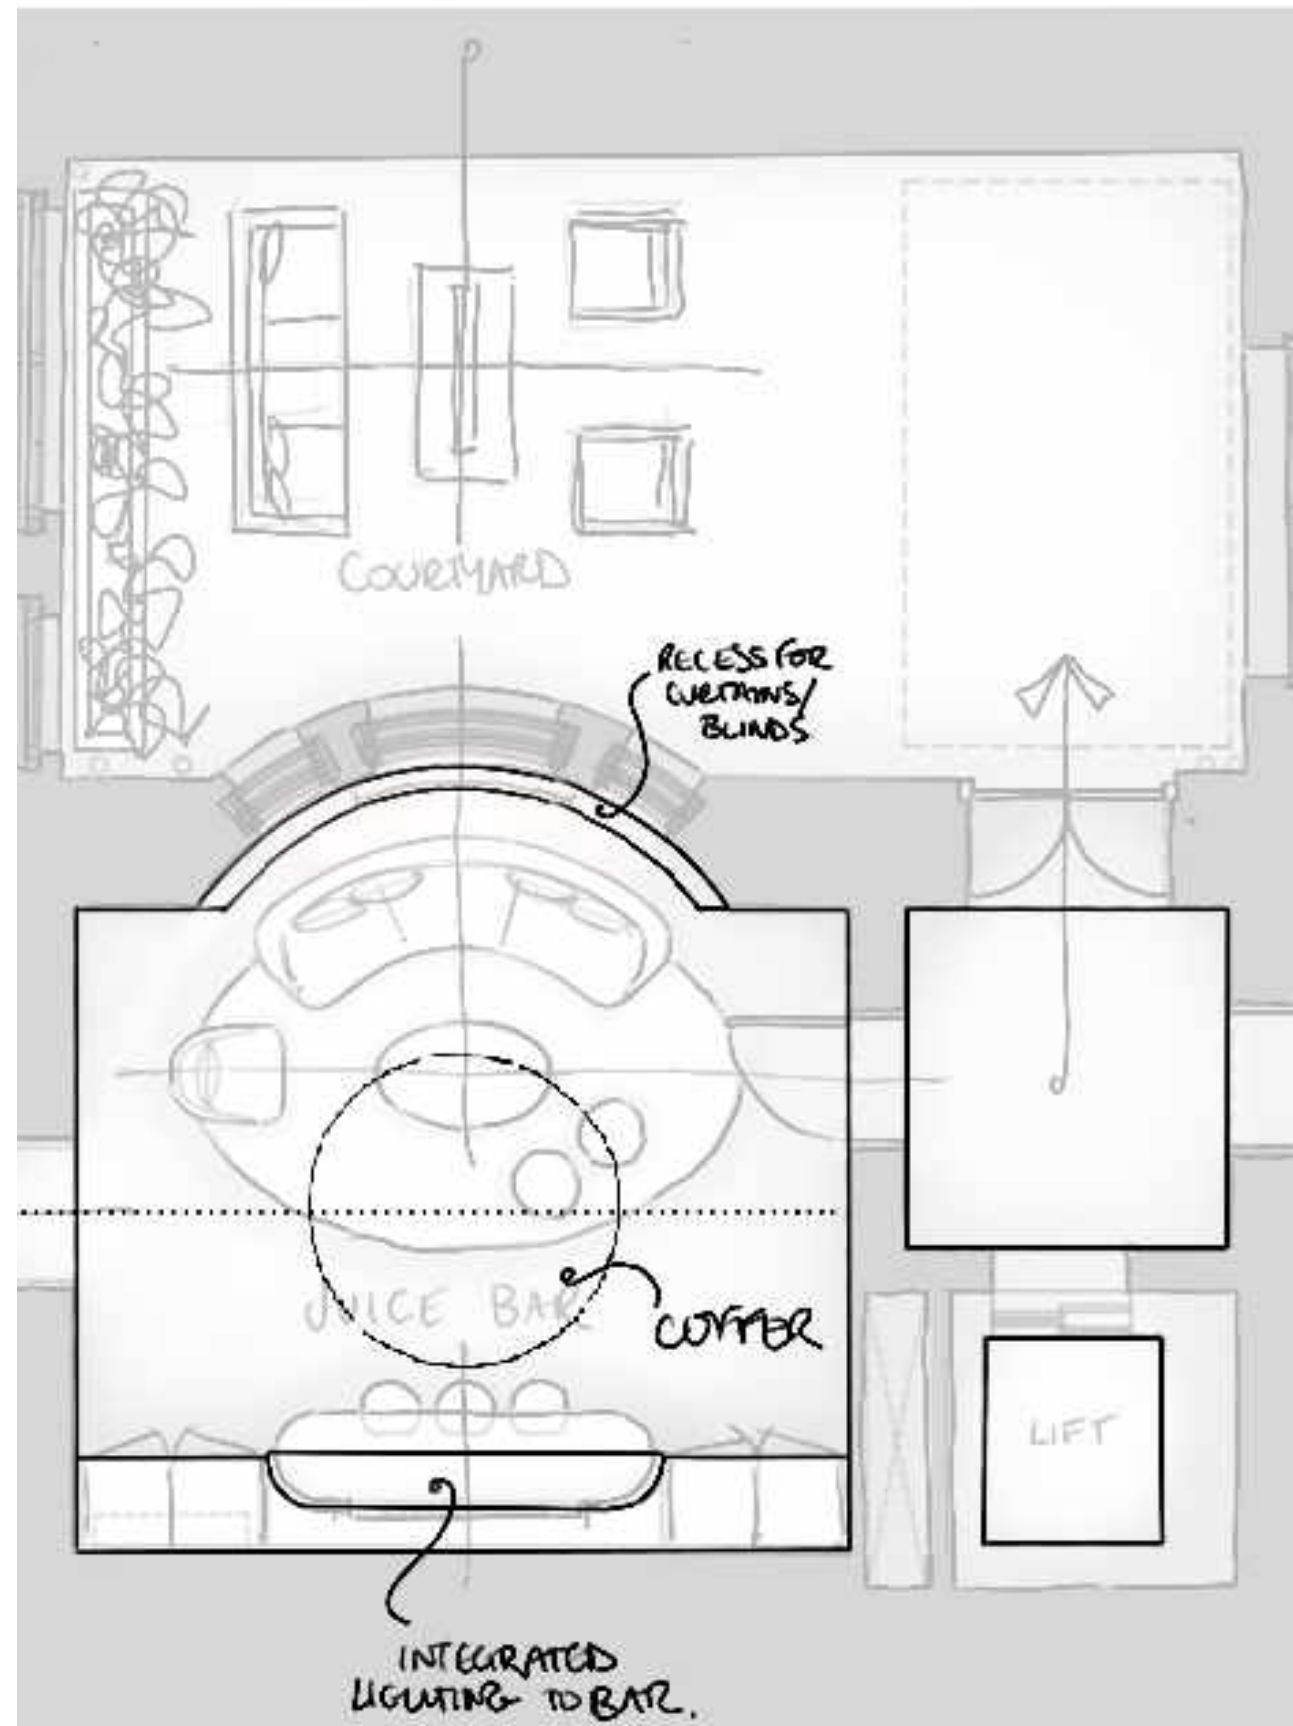 COURTYARD
RECESS FOR
CURTAINS/
BLINDS
JUICE BAR
COFFER
LIFT
INTEGRATED
LIGHTING TO BAR.